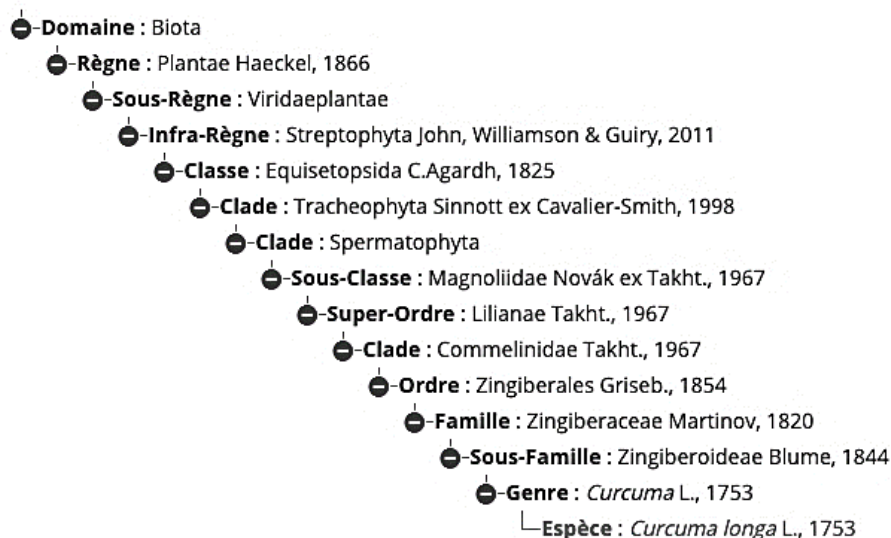 Domaine : Biota
Règne : Plantae Haeckel, 1866
Sous-Règne : Viridaeplantae
Infra-Règne : Streptophyta John, Williamson & Guiry, 2011
Classe : Equisetopsida C.Agardh, 1825
Clade : Tracheophyta Sinnott ex Cavalier-Smith, 1998
Clade : Spermatophyta
Sous-Classe : Magnoliidae Novák ex Takht., 1967
Super-Ordre : Lilianae Takht., 1967
Clade : Commelinidae Takht., 1967
Ordre : Zingiberales Griseb., 1854
Famille : Zingiberaceae Martinov, 1820
Sous-Famille : Zingiberoideae Blume, 1844
Genre : Curcuma L., 1753
Espèce : Curcuma longa L., 1753